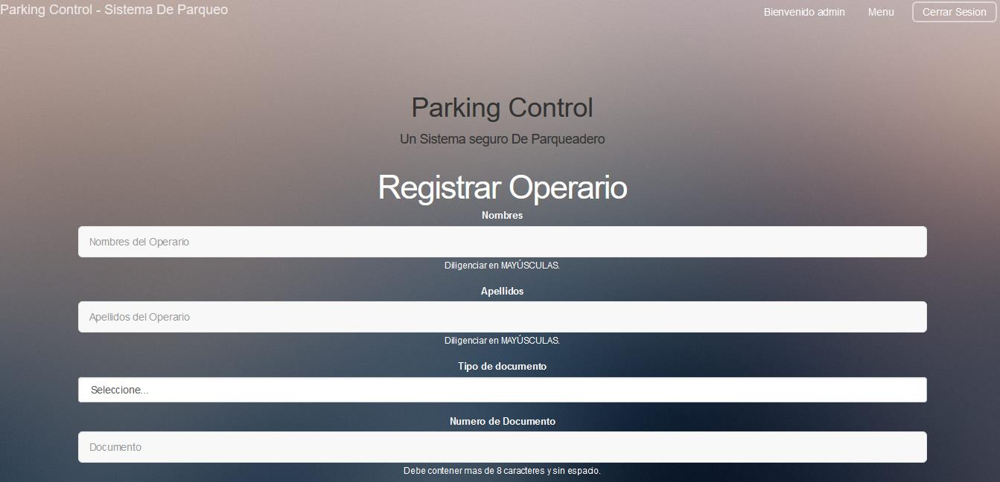 Parking Control - Sistema De Parqueo
Bienvenido admin
Menu
Cerrar Sesion
Parking Control
Un Sistema seguro De Parqueadero
Registrar Operario
Nombres
Nombres del Operario
Diligenciar en MAYÚSCULAS.
Apellidos
Apellidos del Operario
Diligenciar en MAYÚSCULAS.
Tipo de documento
Seleccione...
Numero de Documento
Documento
Debe contener mas de 8 caracteres y sin espacio.